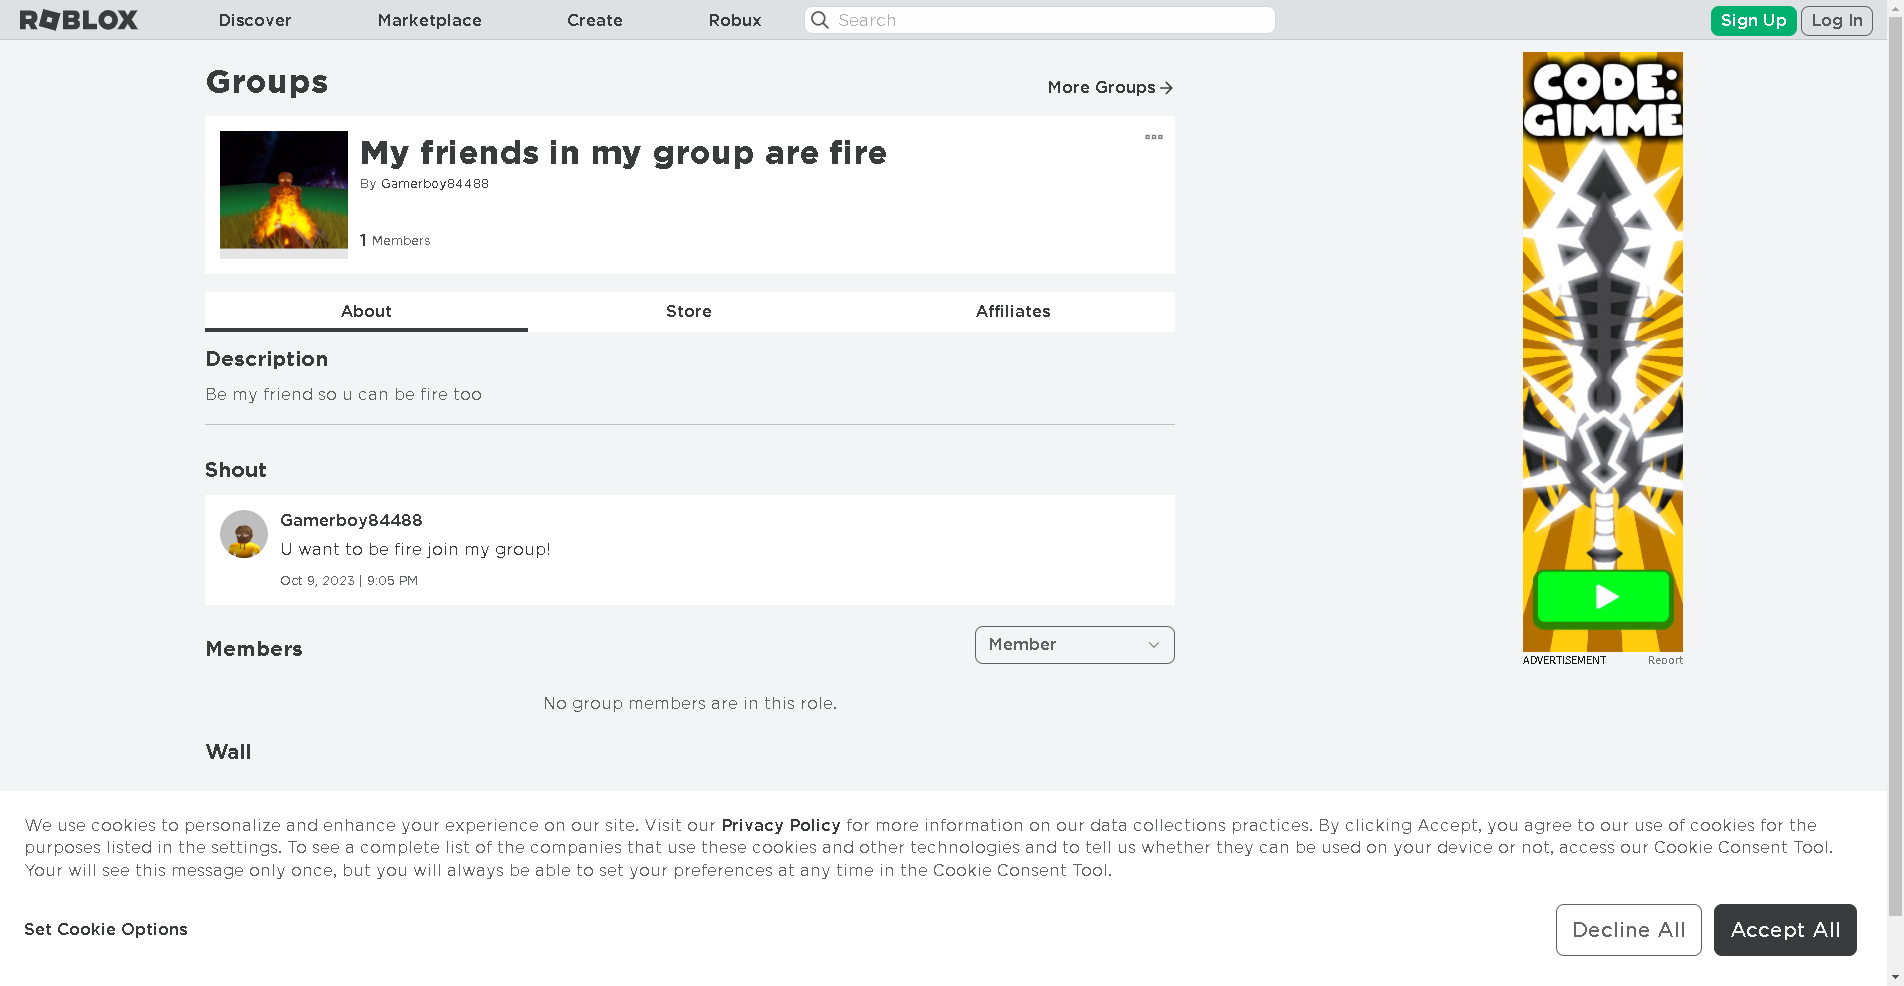 ROBLOX Discover Marketplace Create Robux Search Sign Up Log In
Groups
More Groups
My friends in my group are fire
By Gamerboy84488
1 Members
About Store Affiliates
Description
Be my friend so u can be fire too
Shout
Gamerboy84488
U want to be fire join my group!
Oct 9, 2023 | 9:05 PM
Members
Member
No group members are in this role.
Wall
CODE:
GIMME
ADVERTISEMENT Report
We use cookies to personalize and enhance your experience on our site. Visit our Privacy Policy for more information on our data collections practices. By clicking Accept, you agree to our use of cookies for the
purposes listed in the settings. To see a complete list of the companies that use these cookies and other technologies and to tell us whether they can be used on your device or not, access our Cookie Consent Tool.
Your will see this message only once, but you will always be able to set your preferences at any time in the Cookie Consent Tool.
Set Cookie Options
Decline All
Accept All